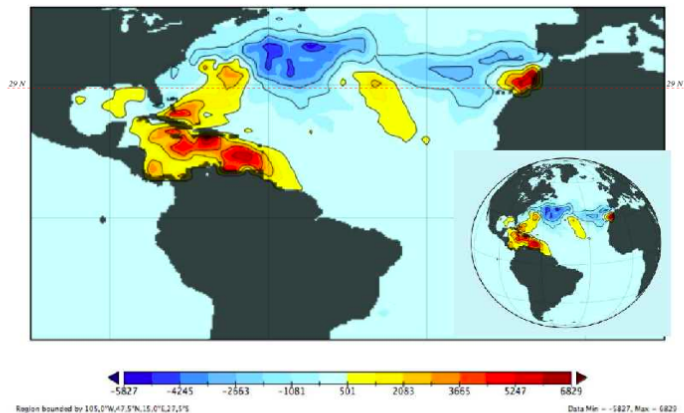 29 N 29 N
-5827 -4245 -2663 -1081 501 2083 3665 5247 6829
Region bounded by 105,0°W,47,5°N,15,0°E,27,5°S Data Min = -5827, Max = 6829